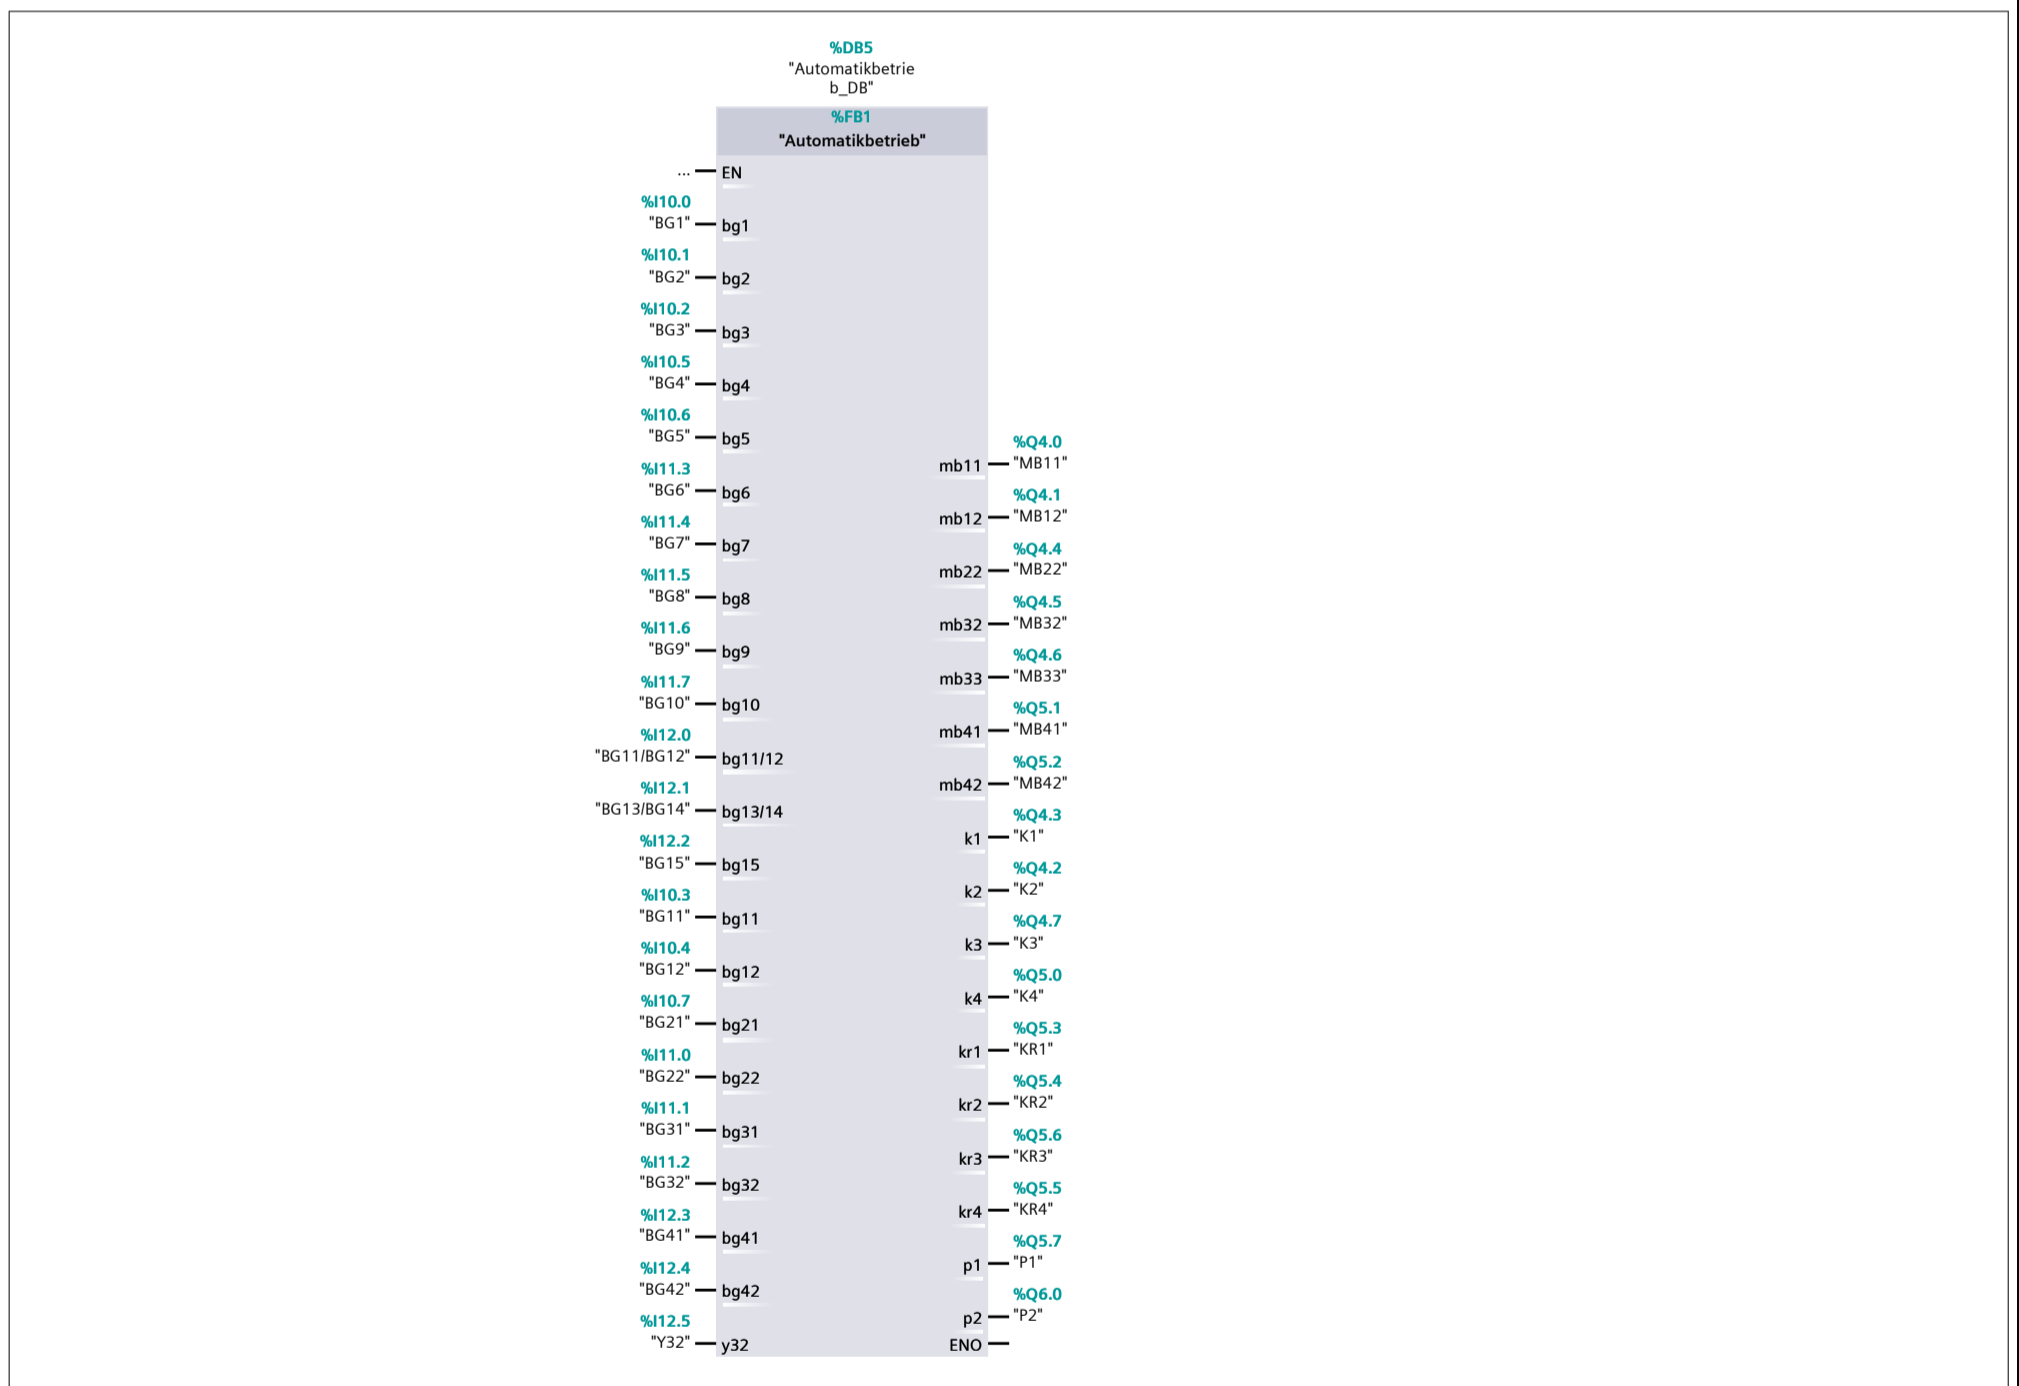 %DB5
"Automatikbetrie
b_DB"
%FB1
"Automatikbetrieb"
... EN
%I10.0
"BG1" bg1
%I10.1
"BG2" bg2
%I10.2
"BG3" bg3
%I10.5
"BG4" bg4
%I10.6
"BG5" bg5
%I11.3
"BG6" bg6
%I11.4
"BG7" bg7
%I11.5
"BG8" bg8
%I11.6
"BG9" bg9
%I11.7
"BG10" bg10
%I12.0
"BG11/BG12" bg11/12
%I12.1
"BG13/BG14" bg13/14
%I12.2
"BG15" bg15
%I10.3
"BG11" bg11
%I10.4
"BG12" bg12
%I10.7
"BG21" bg21
%I11.0
"BG22" bg22
%I11.1
"BG31" bg31
%I11.2
"BG32" bg32
%I12.3
"BG41" bg41
%I12.4
"BG42" bg42
%I12.5
"Y32" y32
%Q4.0
mb11 "MB11"
%Q4.1
mb12 "MB12"
%Q4.4
mb22 "MB22"
%Q4.5
mb32 "MB32"
%Q4.6
mb33 "MB33"
%Q5.1
mb41 "MB41"
%Q5.2
mb42 "MB42"
%Q4.3
k1 "K1"
%Q4.2
k2 "K2"
%Q4.7
k3 "K3"
%Q5.0
k4 "K4"
%Q5.3
kr1 "KR1"
%Q5.4
kr2 "KR2"
%Q5.6
kr3 "KR3"
%Q5.5
kr4 "KR4"
%Q5.7
p1 "P1"
%Q6.0
p2 "P2"
ENO